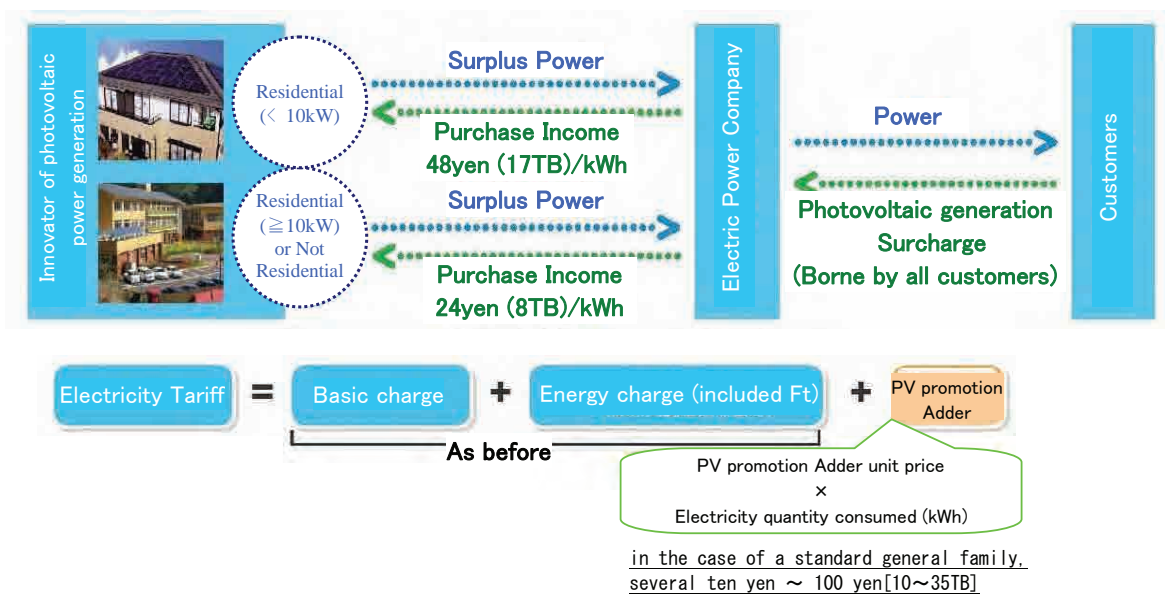 Innovator of photovoltaic
power generation
Residential
(< 10kW)
Surplus Power
Purchase Income
48yen (17TB)/kWh
Residential
(≧10kW)
or Not
Residential
Surplus Power
Purchase Income
24yen (8TB)/kWh
Electric Power Company
Power
Photovoltaic generation
Surcharge
(Borne by all customers)
Customers
Electricity Tariff = Basic charge + Energy charge (included Ft) + PV promotion
Adder
As before
PV promotion Adder unit price
×
Electricity quantity consumed (kWh)
in the case of a standard general family,
several ten yen ～ 100 yen[10～35TB]